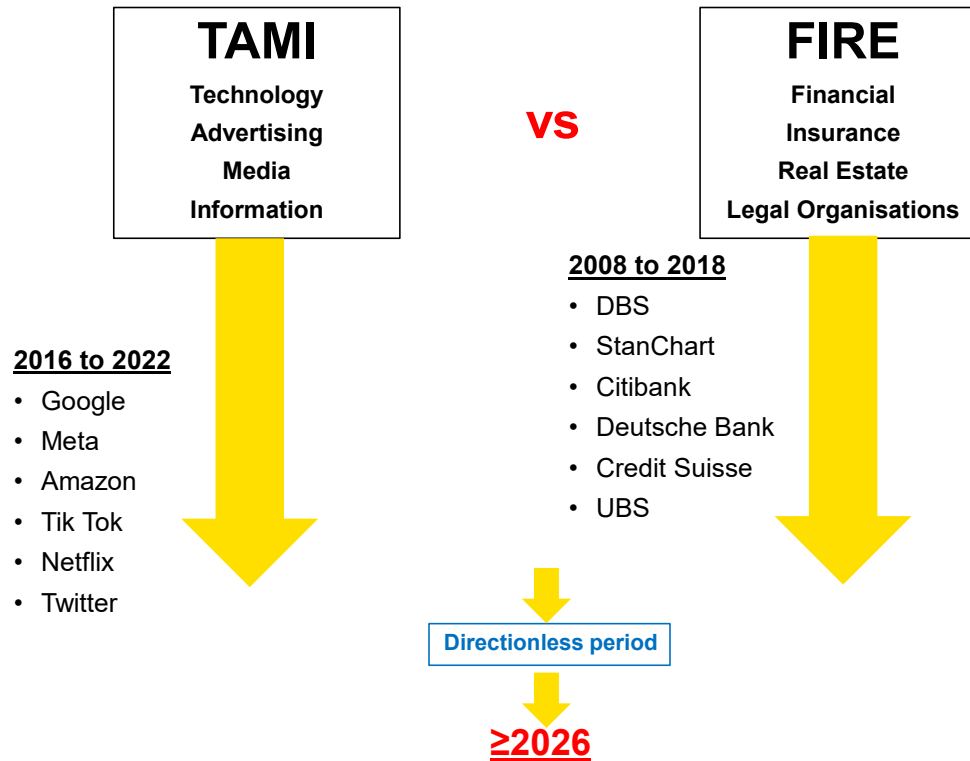 TAMI
Technology
Advertising
Media
Information
vs
FIRE
Financial
Insurance
Real Estate
Legal Organisations
2016 to 2022
• Google
• Meta
• Amazon
• Tik Tok
• Netflix
• Twitter
2008 to 2018
• DBS
• StanChart
• Citibank
• Deutsche Bank
• Credit Suisse
• UBS
Directionless period
≥2026